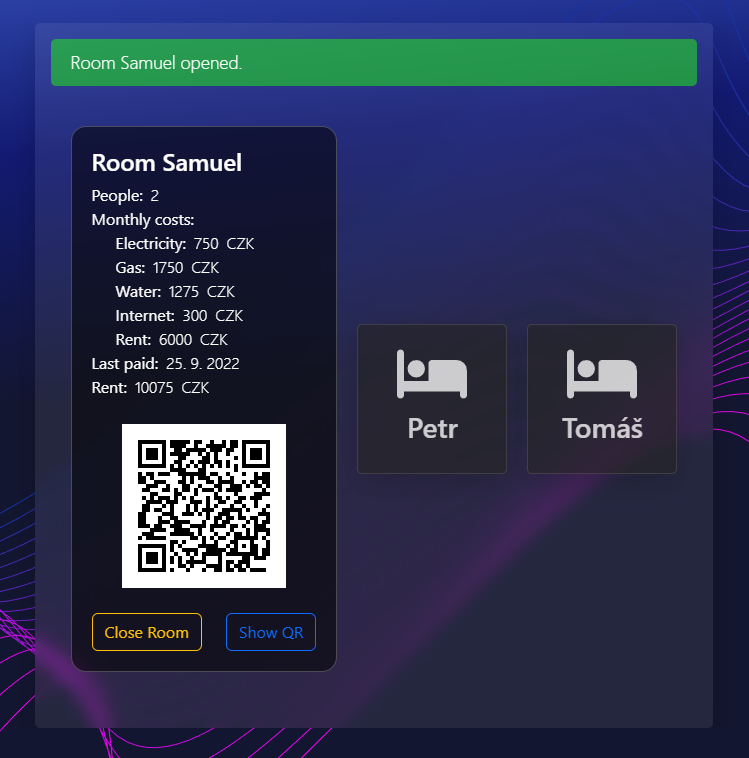 Room Samuel opened.
Room Samuel
People: 2
Monthly costs:
Electricity: 750 CZK
Gas: 1750 CZK
Water: 1275 CZK
Internet: 300 CZK
Rent: 6000 CZK
Last paid: 25. 9. 2022
Rent: 10075 CZK
Close Room
Show QR
Petr
Tomáš